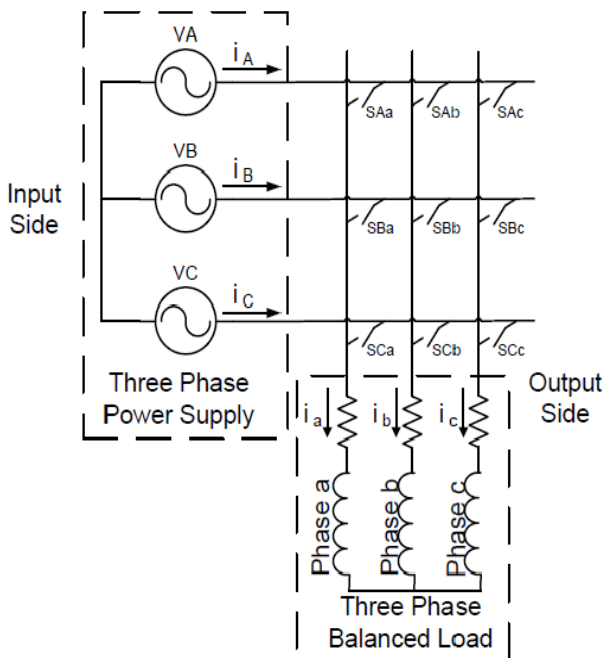 VA
iA
SAa
SAb
SAc
VB
iB
Input
Side
SBa
SBb
SBc
VC
iC
SCa
SCb
SCc
Three Phase
Power Supply
Output
Side
ia
ib
ic
Phase a
Phase b
Phase c
Three Phase
Balanced Load